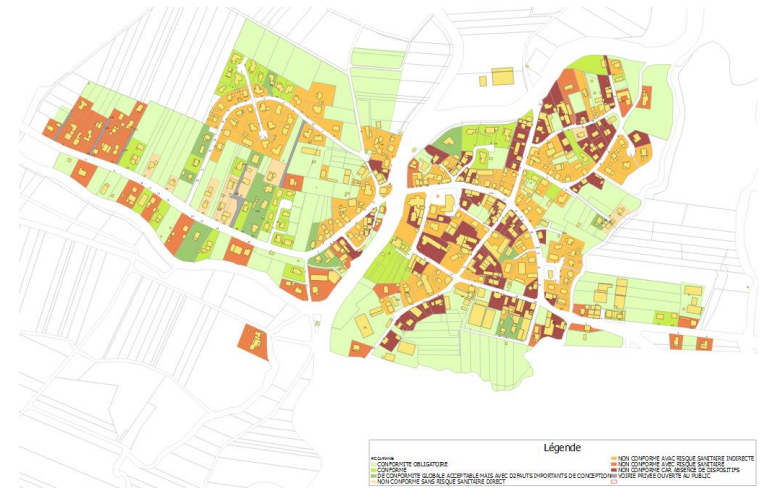 Légende
CONFORMITE OBLIGATOIRE
CONFORME
DE CONFORMITE GLOBALE ACCEPTABLE MAIS AVEC D2FAUTS IMPORTANTS DE CONCEPTION
NON CONFORME SANS RISQUE SANITAIRE DIRECT
NON CONFORME AVAC RISQUE SANITAIRE INDIRECTE
NON CONFORME AVEC RISQUE SANITAIRE
NON CONFORME CAR ABSENCE DE DISPOSITIFS
VOIRIE PRIVEE OUVERTE AU PUBLIC